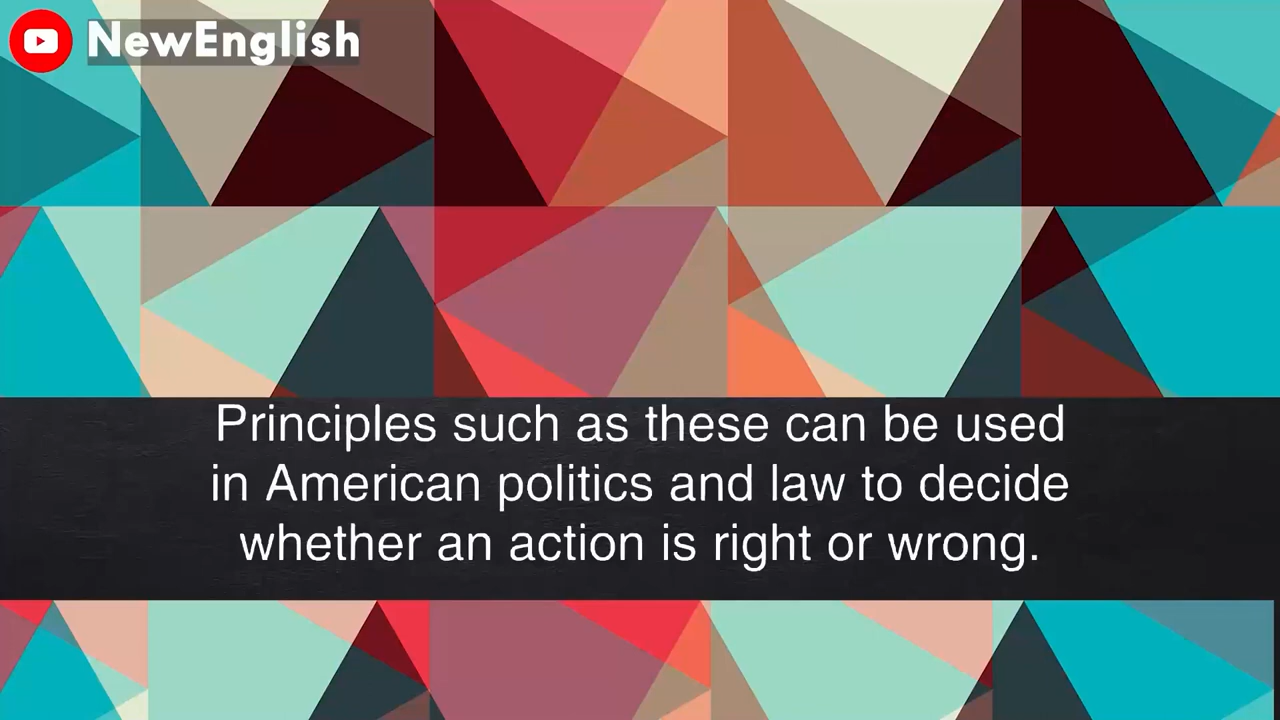 NewEnglish
Principles such as these can be used
in American politics and law to decide
whether an action is right or wrong.